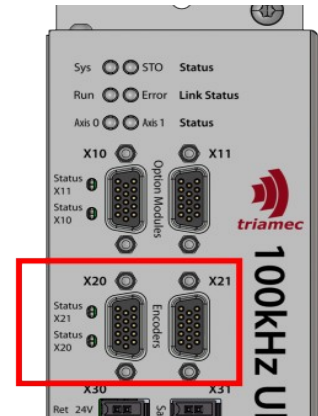 Sys STO Status
Run Error Link Status
Axis 0 Axis 1 Status
X10 X11
Status X11
Status X10
Option Modules
triamec
X20 X21
Status X21
Status X20
Encoders
100kHz
X30 X31
Ret 24V